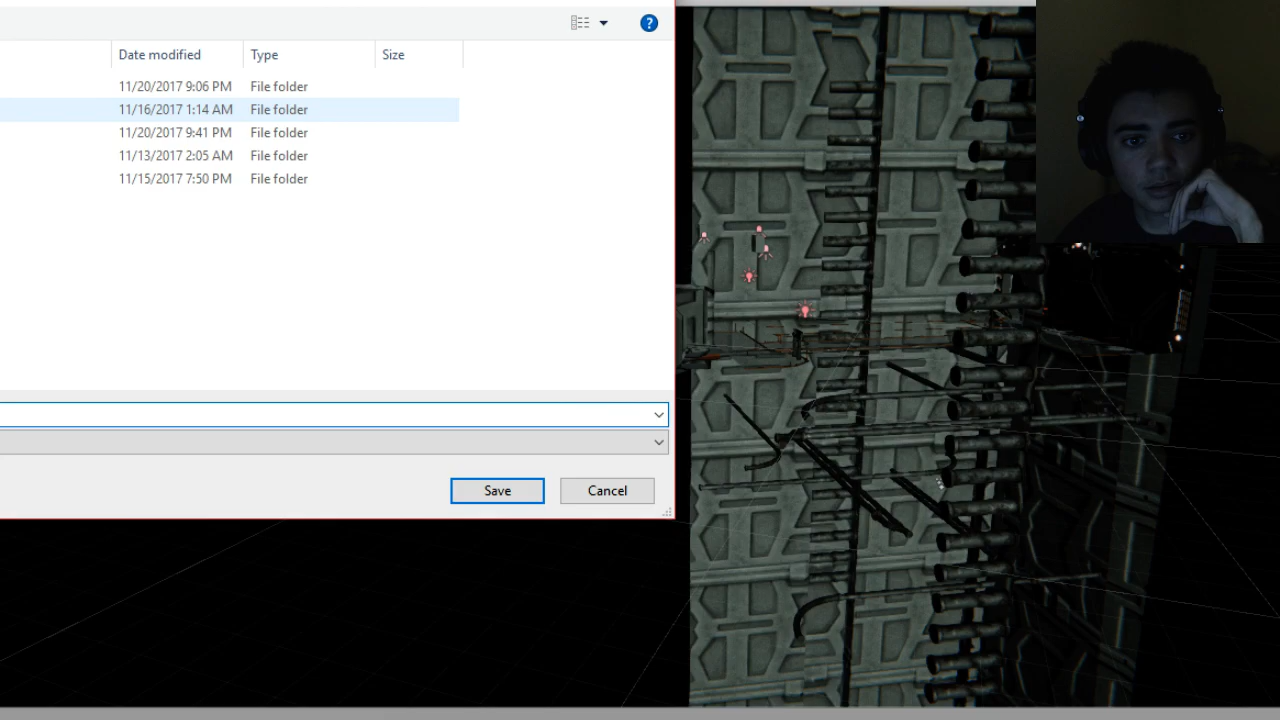 ?
Date modified Type Size
11/20/2017 9:06 PM File folder
11/16/2017 1:14 AM File folder
11/20/2017 9:41 PM File folder
11/13/2017 2:05 AM File folder
11/15/2017 7:50 PM File folder
Save Cancel